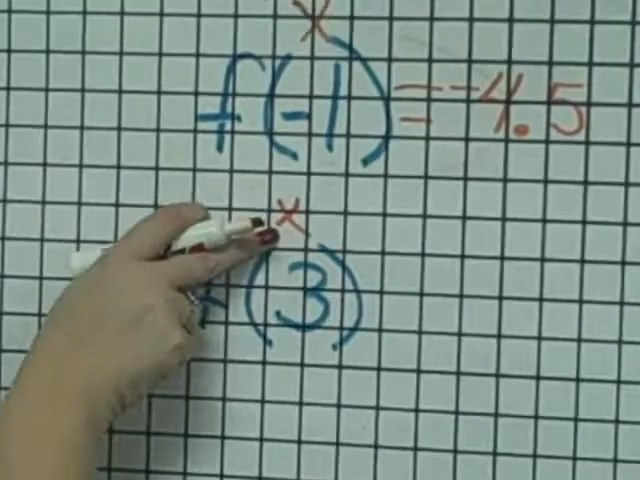 x
f(-1) = -4.5
x
f(3)